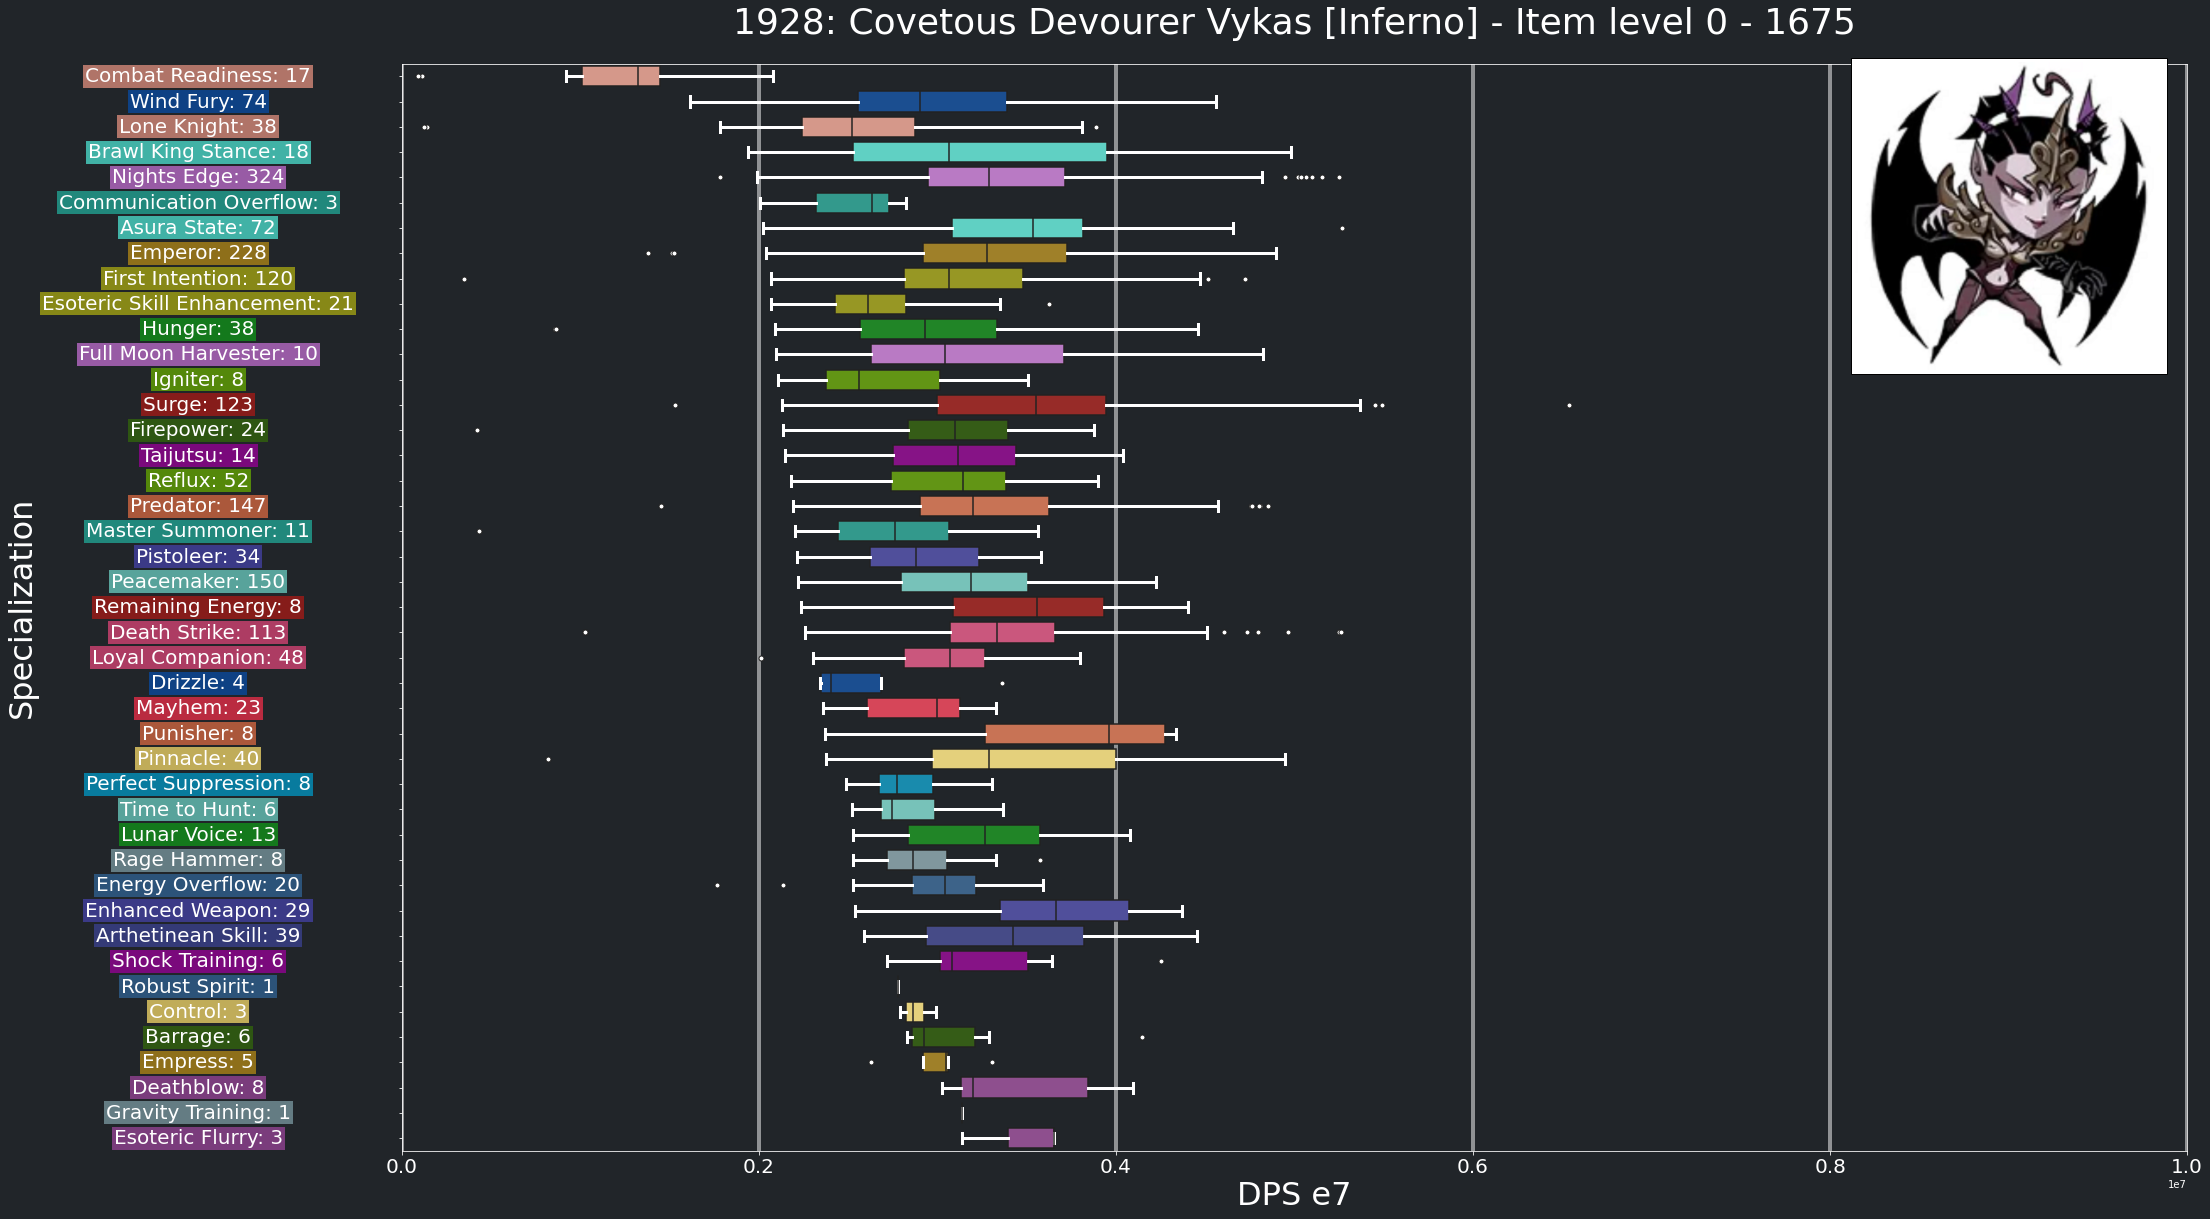 1928: Covetous Devourer Vykas [Inferno] - Item level 0 - 1675
Combat Readiness: 17
Wind Fury: 74
Lone Knight: 38
Brawl King Stance: 18
Nights Edge: 324
Communication Overflow: 3
Asura State: 72
Emperor: 228
First Intention: 120
Esoteric Skill Enhancement: 21
Hunger: 38
Full Moon Harvester: 10
Igniter: 8
Surge: 123
Firepower: 24
Taijutsu: 14
Reflux: 52
Predator: 147
Master Summoner: 11
Pistoleer: 34
Peacemaker: 150
Remaining Energy: 8
Death Strike: 113
Loyal Companion: 48
Drizzle: 4
Mayhem: 23
Punisher: 8
Pinnacle: 40
Perfect Suppression: 8
Time to Hunt: 6
Lunar Voice: 13
Rage Hammer: 8
Energy Overflow: 20
Enhanced Weapon: 29
Arthetinean Skill: 39
Shock Training: 6
Robust Spirit: 1
Control: 3
Barrage: 6
Empress: 5
Deathblow: 8
Gravity Training: 1
Esoteric Flurry: 3
Specialization
0.0 0.2 0.4 0.6 0.8 1.0
1e7
DPS e7